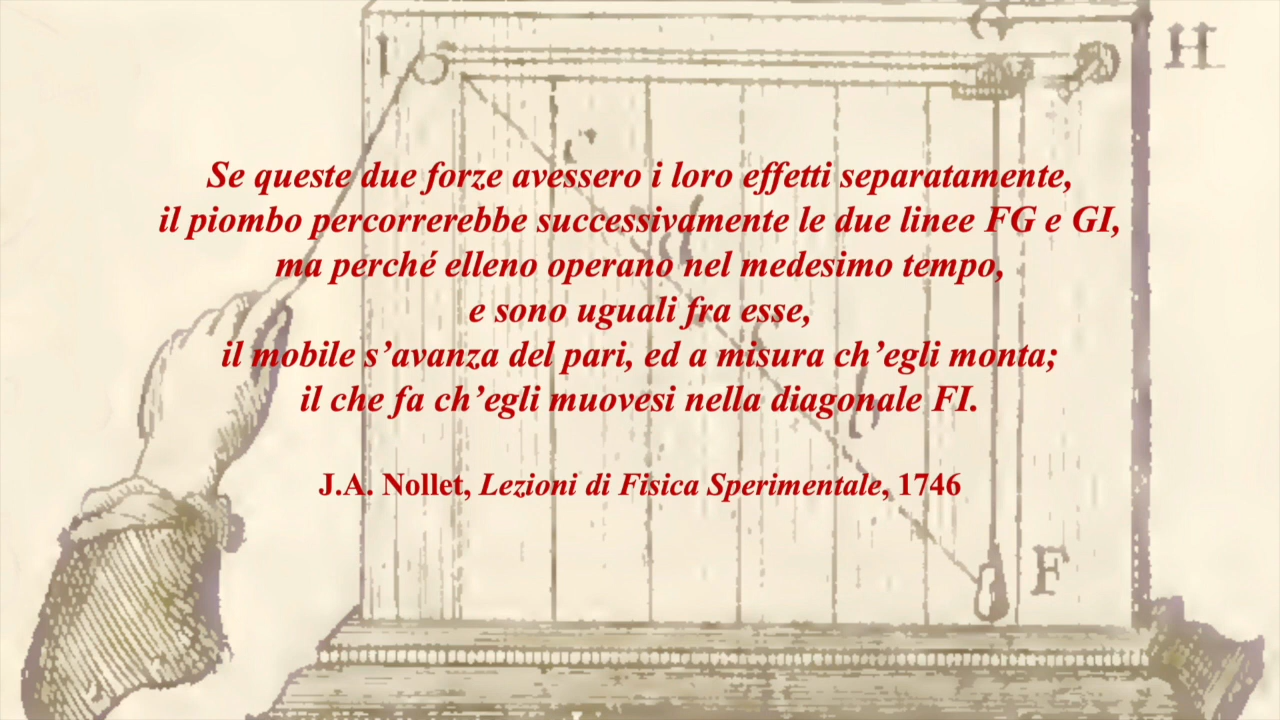 I
H
Se queste due forze avessero i loro effetti separatamente,
il piombo percorrerebbe successivamente le due linee FG e GI,
ma perché elleno operano nel medesimo tempo,
e sono uguali fra esse,
il mobile s’avanza del pari, ed a misura ch’egli monta;
il che fa ch’egli muovesi nella diagonale FI.
J.A. Nollet, Lezioni di Fisica Sperimentale, 1746
F